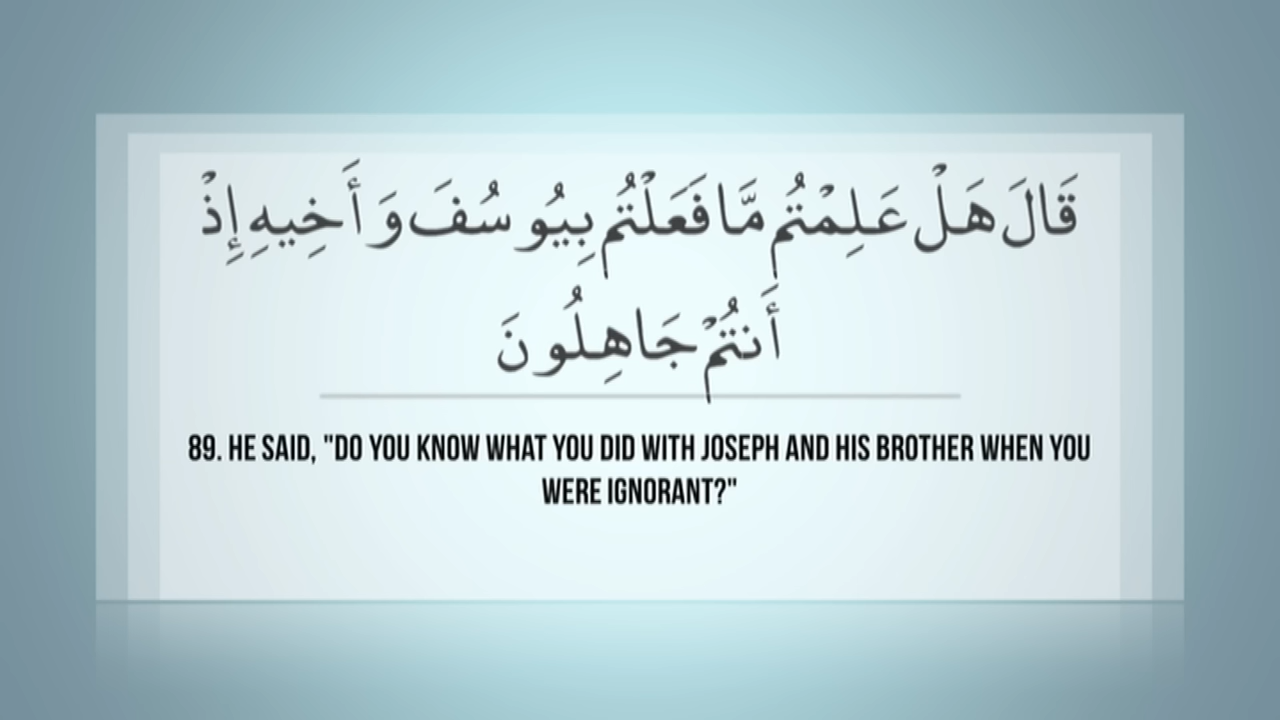 قَالَ هَلْ عَلِمْتُم مَّا فَعَلْتُم بِيُوسُفَ وَأَخِيهِ إِذْ
أَنتُمْ جَاهِلُونَ
89. HE SAID, "DO YOU KNOW WHAT YOU DID WITH JOSEPH AND HIS BROTHER WHEN YOU
WERE IGNORANT?"